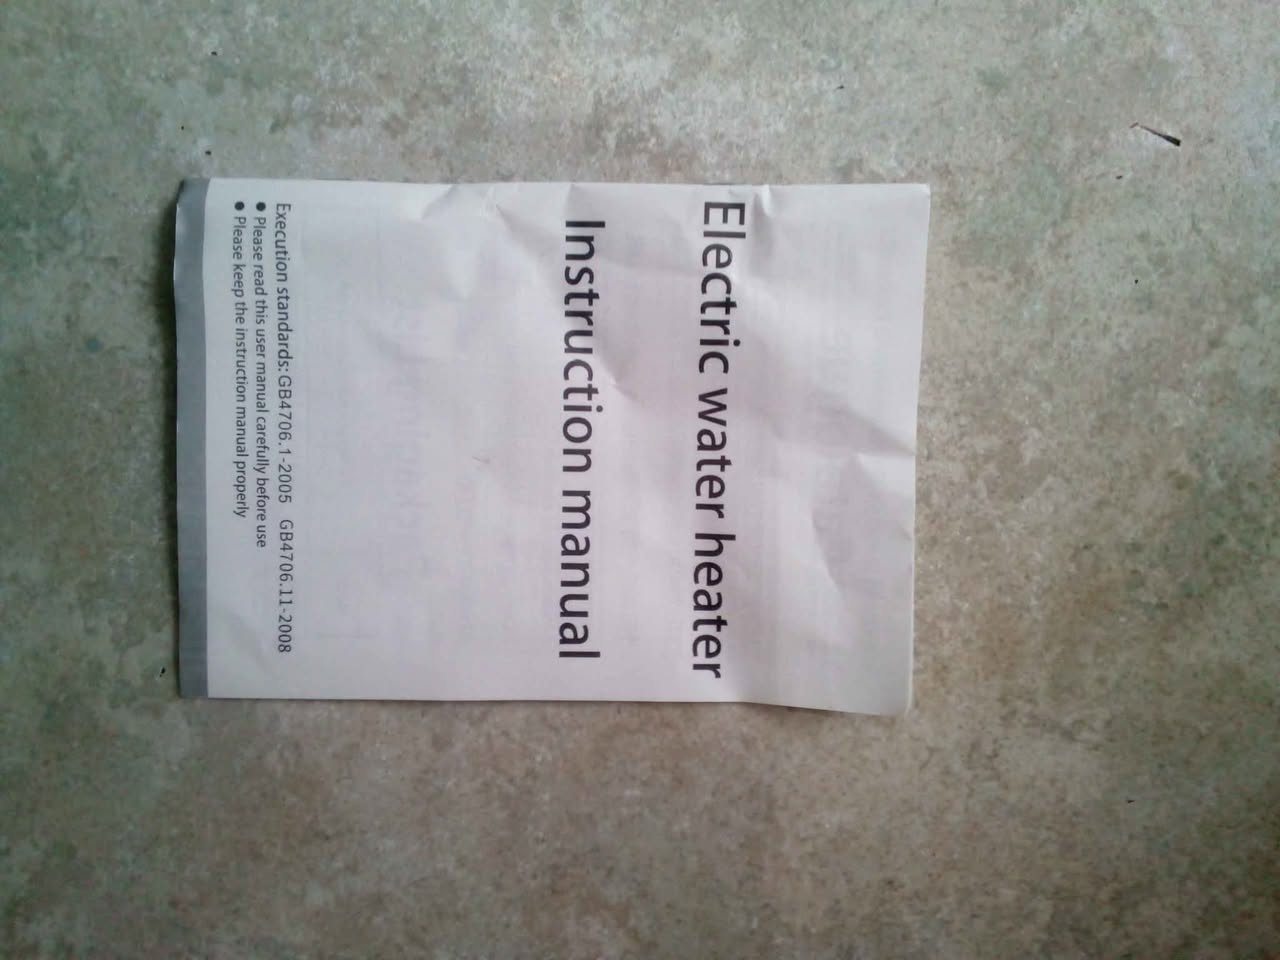 Electric water heater
Instruction manual
Execution standards: GB4706.1-2005 GB4706.11-2008
● Please read this user manual carefully before use
● Please keep the instruction manual properly